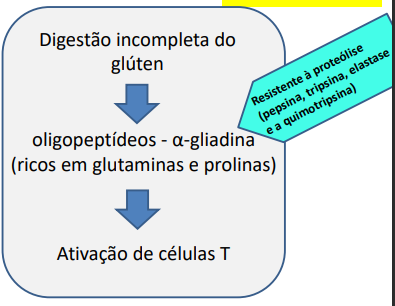 Digestão incompleta do
glúten
Resistente à proteólise
(pepsina, tripsina, elastase
e a quimotripsina)
oligopeptídeos - α-gliadina
(ricos em glutaminas e prolinas)
Ativação de células T